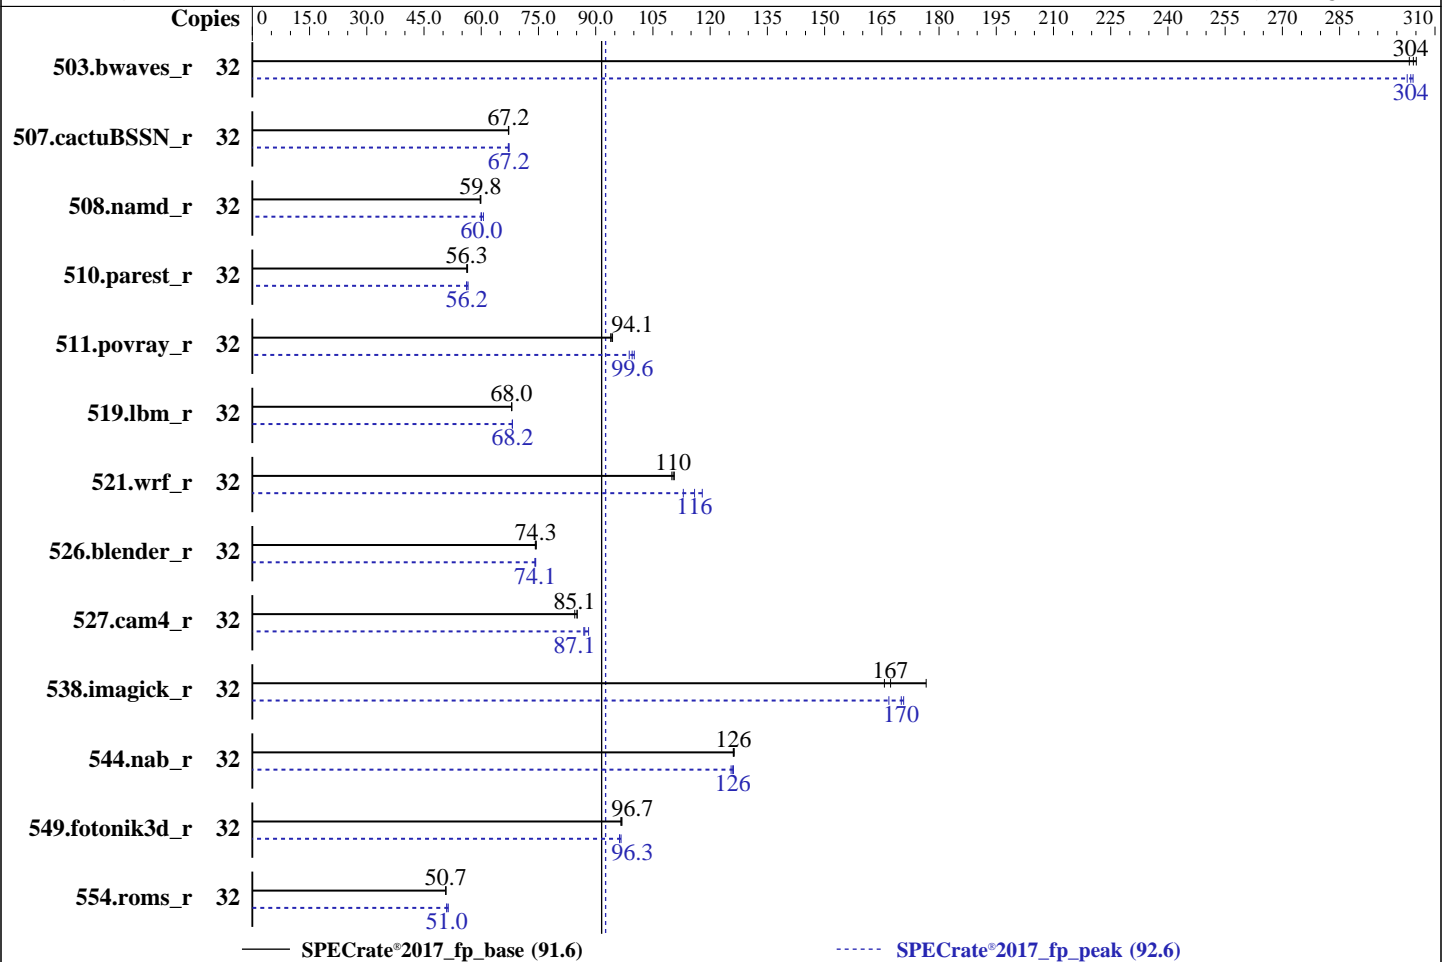 Copies 0 15.0 30.0 45.0 60.0 75.0 90.0 105 120 135 150 165 180 195 210 225 240 255 270 285 310
304
503.bwaves_r 32
304
67.2
507.cactuBSSN_r 32
67.2
59.8
508.namd_r 32
60.0
56.3
510.parest_r 32
56.2
94.1
511.povray_r 32
99.6
68.0
519.lbm_r 32
68.2
110
521.wrf_r 32
116
74.3
526.blender_r 32
74.1
85.1
527.cam4_r 32
87.1
167
538.imagick_r 32
170
126
544.nab_r 32
126
96.7
549.fotonik3d_r 32
96.3
50.7
554.roms_r 32
51.0
SPECrate®2017_fp_base (91.6) SPECrate®2017_fp_peak (92.6)